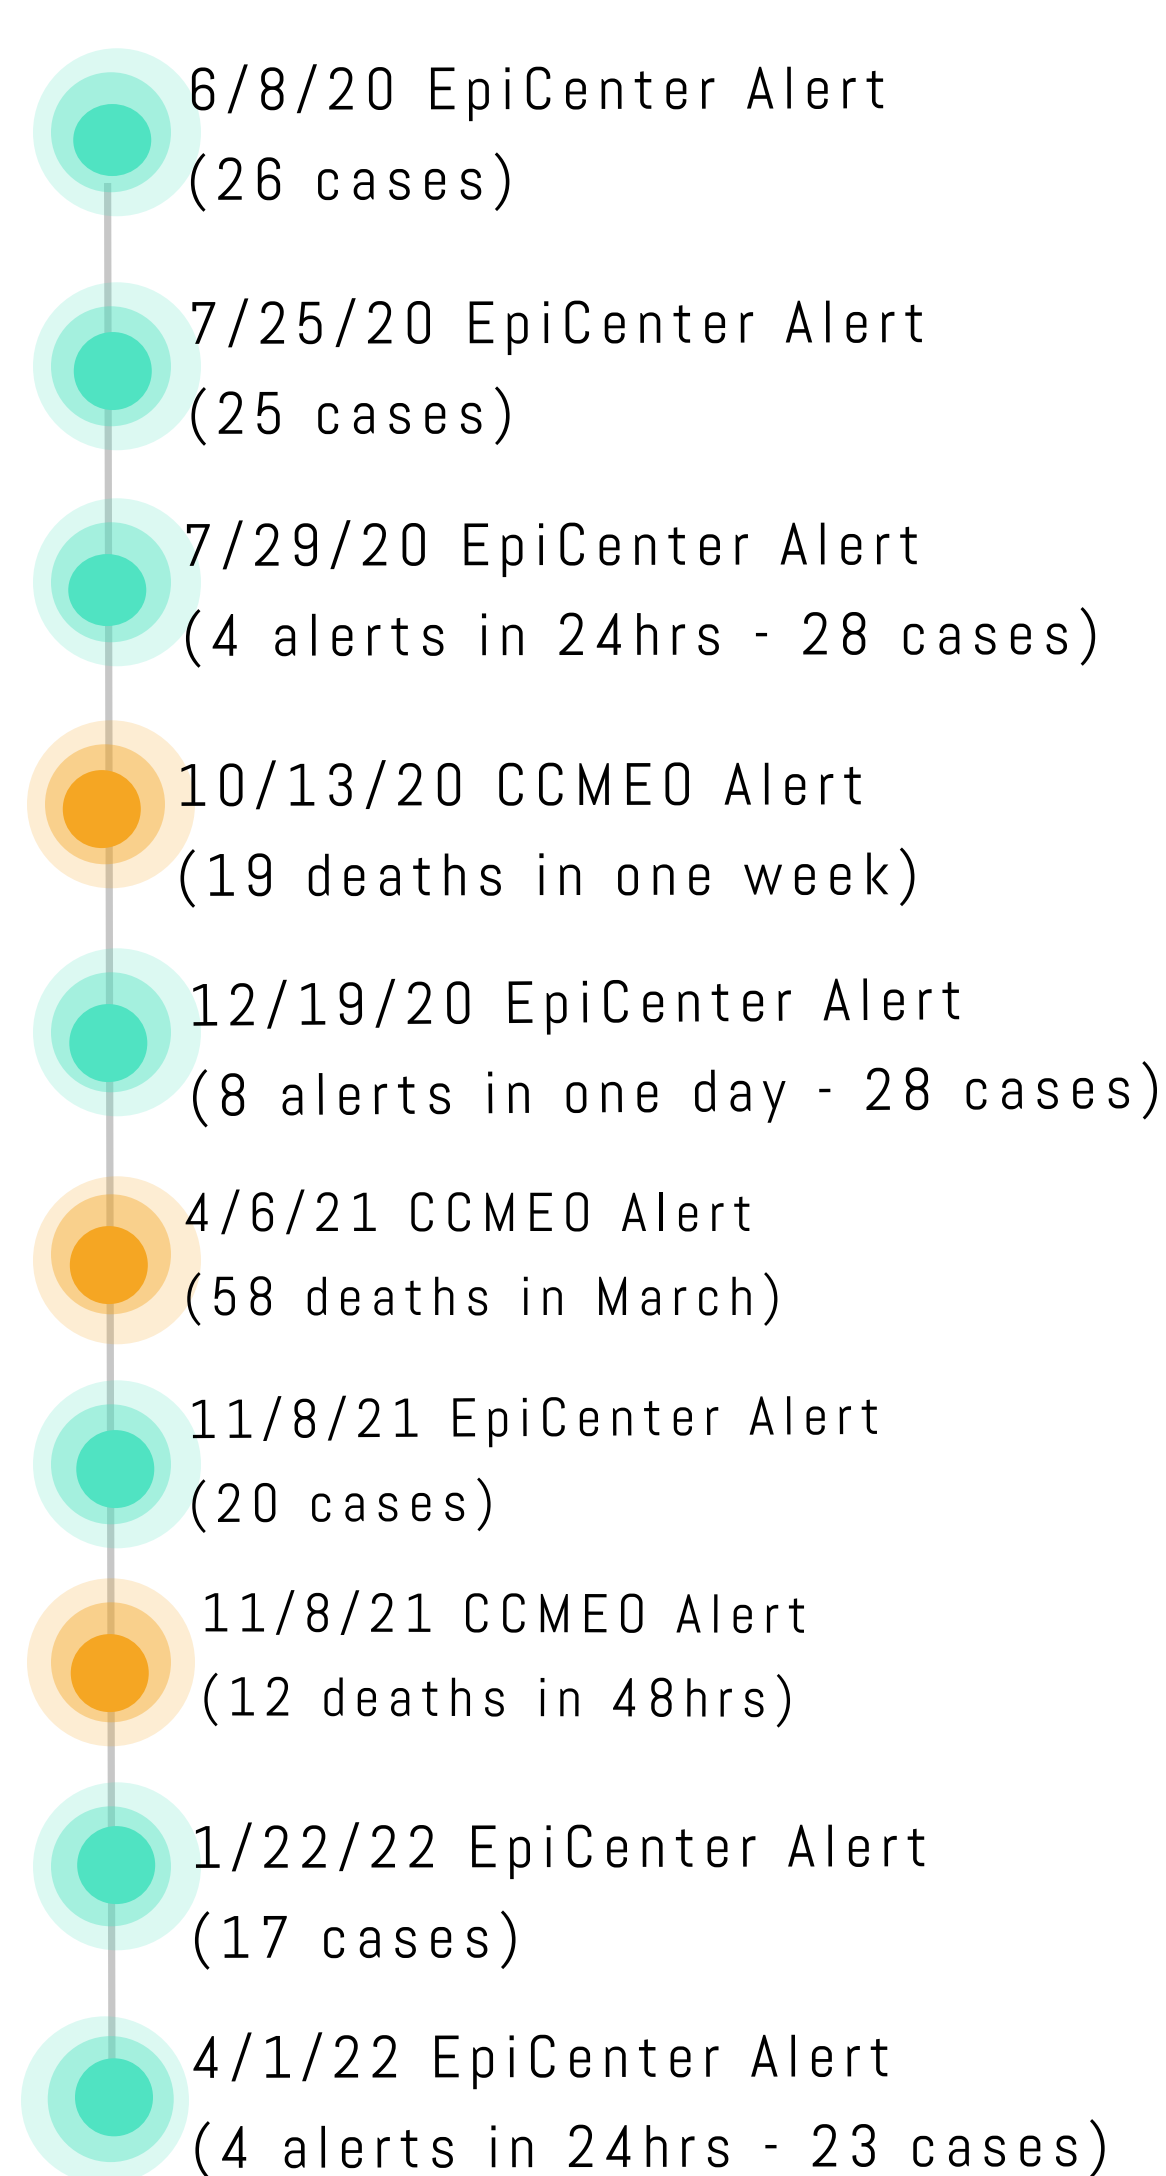 6/8/20 EpiCenter Alert
(26 cases)
7/25/20 EpiCenter Alert
(25 cases)
7/29/20 EpiCenter Alert
(4 alerts in 24hrs - 28 cases)
10/13/20 CCMEO Alert
(19 deaths in one week)
12/19/20 EpiCenter Alert
(8 alerts in one day - 28 cases)
4/6/21 CCMEO Alert
(58 deaths in March)
11/8/21 EpiCenter Alert
(20 cases)
11/8/21 CCMEO Alert
(12 deaths in 48hrs)
1/22/22 EpiCenter Alert
(17 cases)
4/1/22 EpiCenter Alert
(4 alerts in 24hrs - 23 cases)